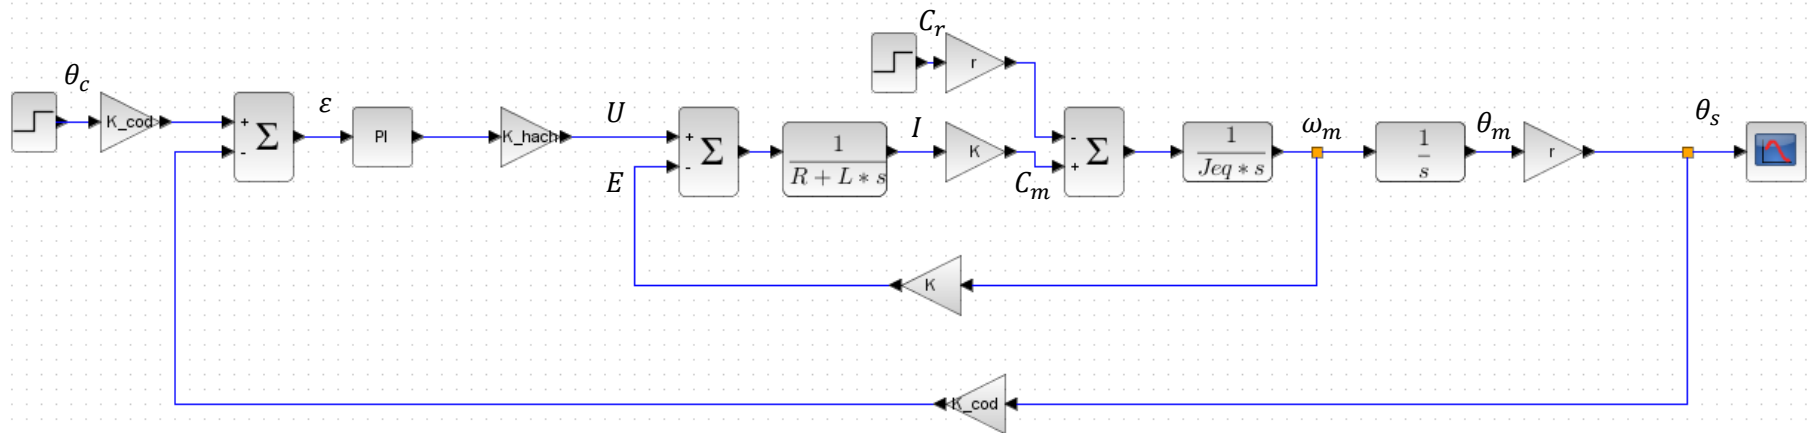 C_r
r
θ_c
K_cod
+
-
Σ
ε
PI
K_hach
U
+
-
Σ
E
1
R + L * s
I
K
C_m
-
+
Σ
1
Jeq * s
ω_m
1
s
θ_m
r
θ_s
K
K_cod